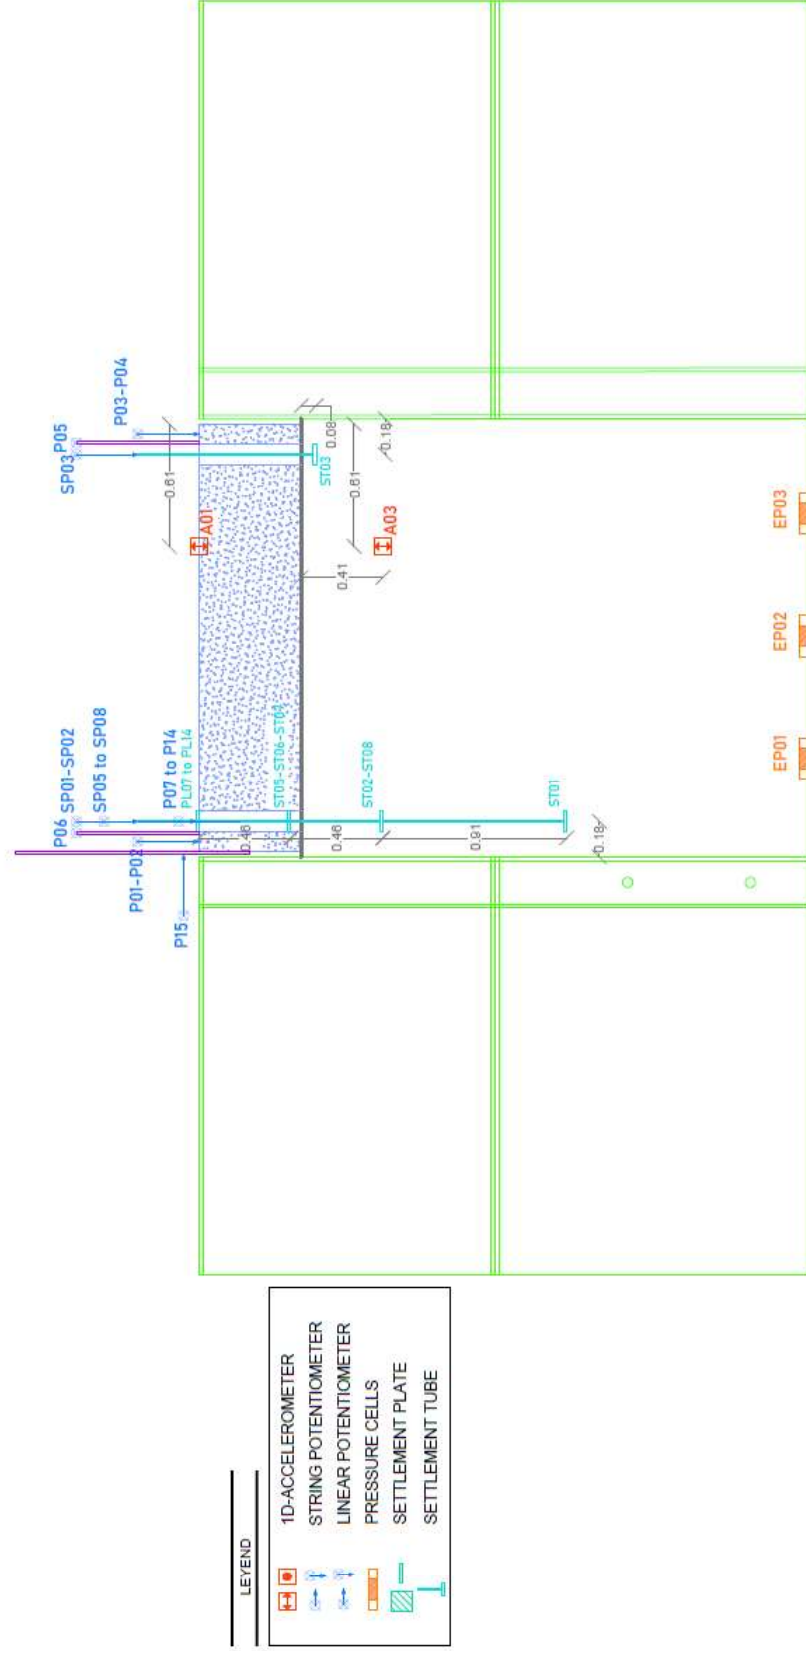 P05
SP03
P03-P04
0.61
A01
0.08
ST03
0.18
0.61
A03
0.41
EP03
EP02
EP01
SP01-SP02
P06
SP05 to SP08
P07 to P14
PL07 to PL14
P01-P02
P15
ST05-ST06-ST07
ST02-ST08
ST01
0.46
0.46
0.91
0.18
LEYEND
1D-ACCELEROMETER
STRING POTENTIOMETER
LINEAR POTENTIOMETER
PRESSURE CELLS
SETTLEMENT PLATE
SETTLEMENT TUBE